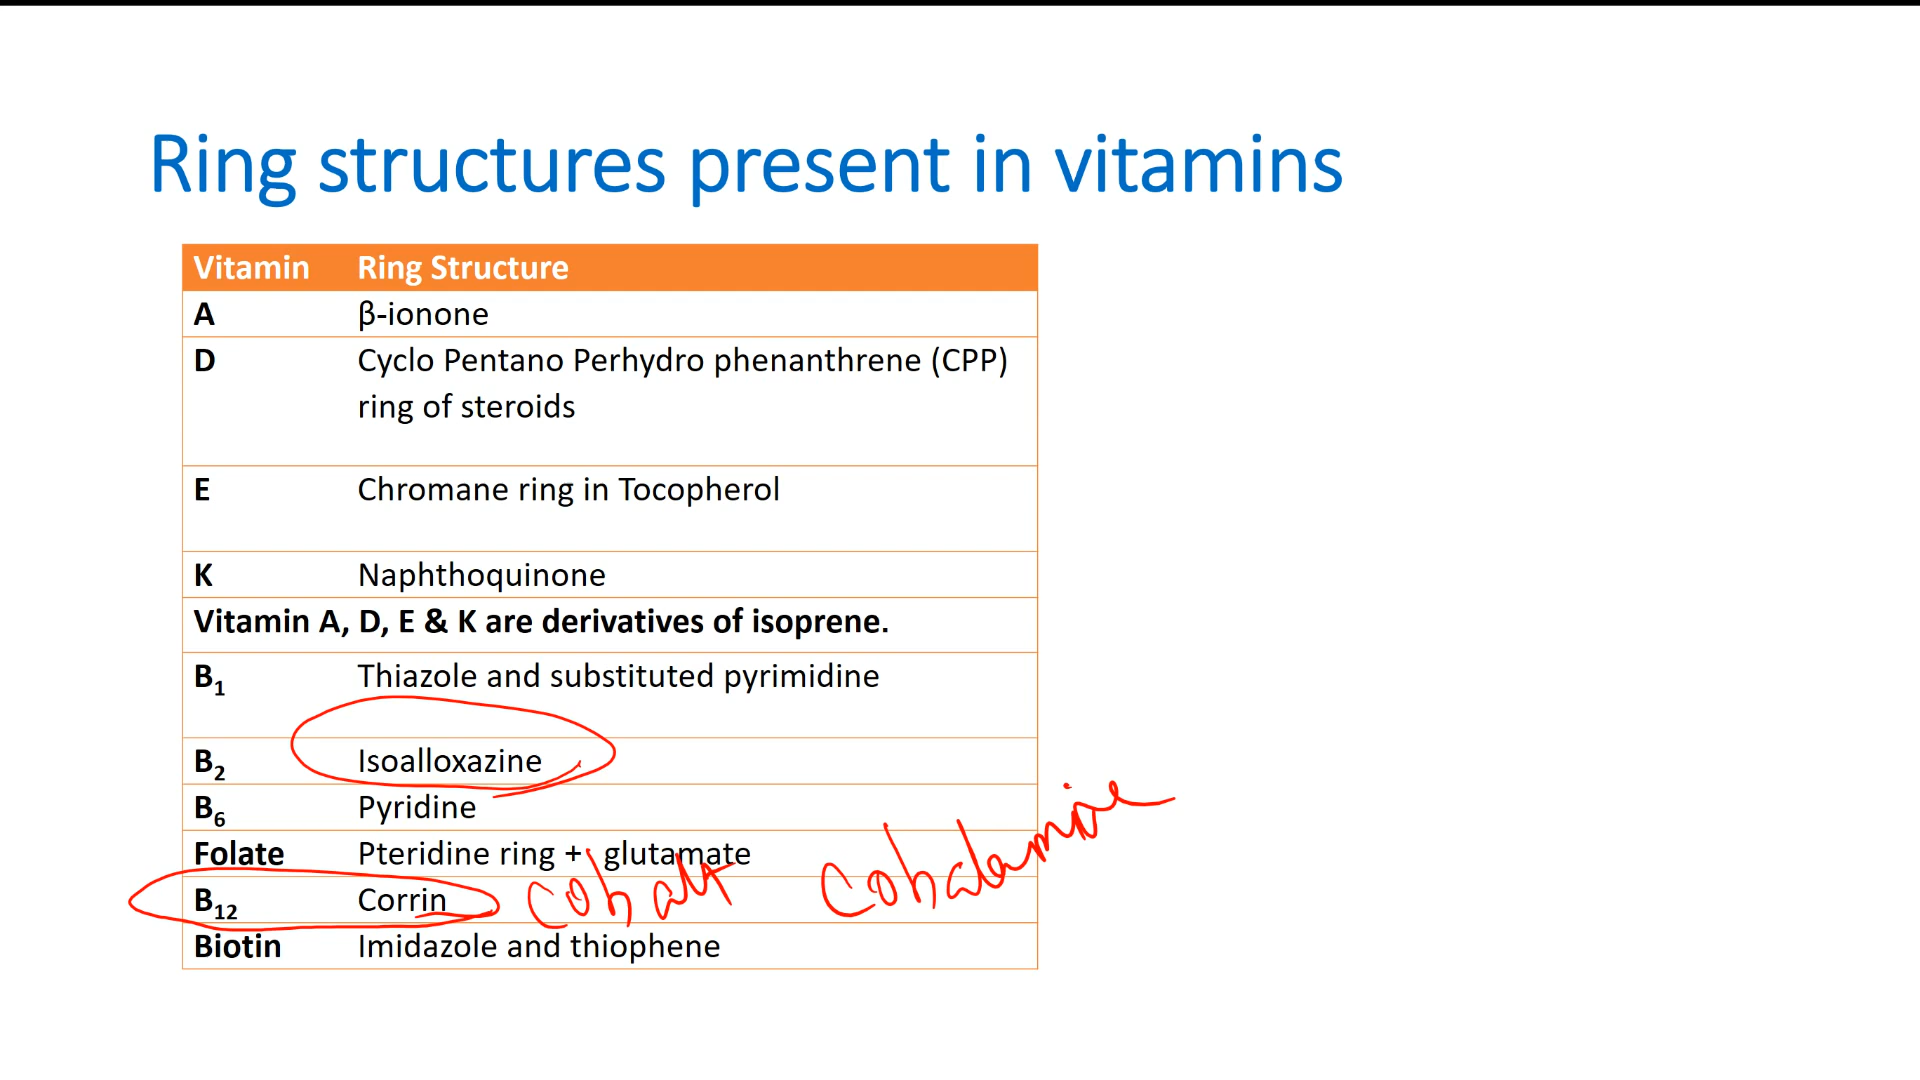 Ring structures present in vitamins
Vitamin Ring Structure
A β-ionone
D Cyclo Pentano Perhydro phenanthrene (CPP)
ring of steroids
E Chromane ring in Tocopherol
K Naphthoquinone
Vitamin A, D, E & K are derivatives of isoprene.
B₁ Thiazole and substituted pyrimidine
B₂ Isoalloxazine
B₆ Pyridine
Folate Pteridine ring + glutamate
B₁₂ Corrin Cobalt Cobalamine
Biotin Imidazole and thiophene